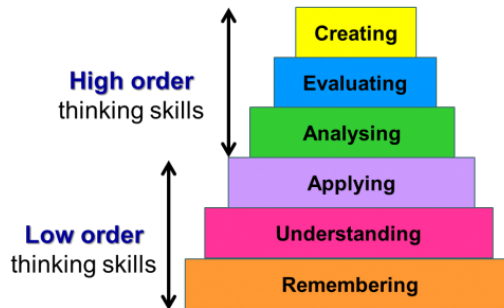 Creating
Evaluating
High order
thinking skills
Analysing
Applying
Understanding
Low order
thinking skills
Remembering